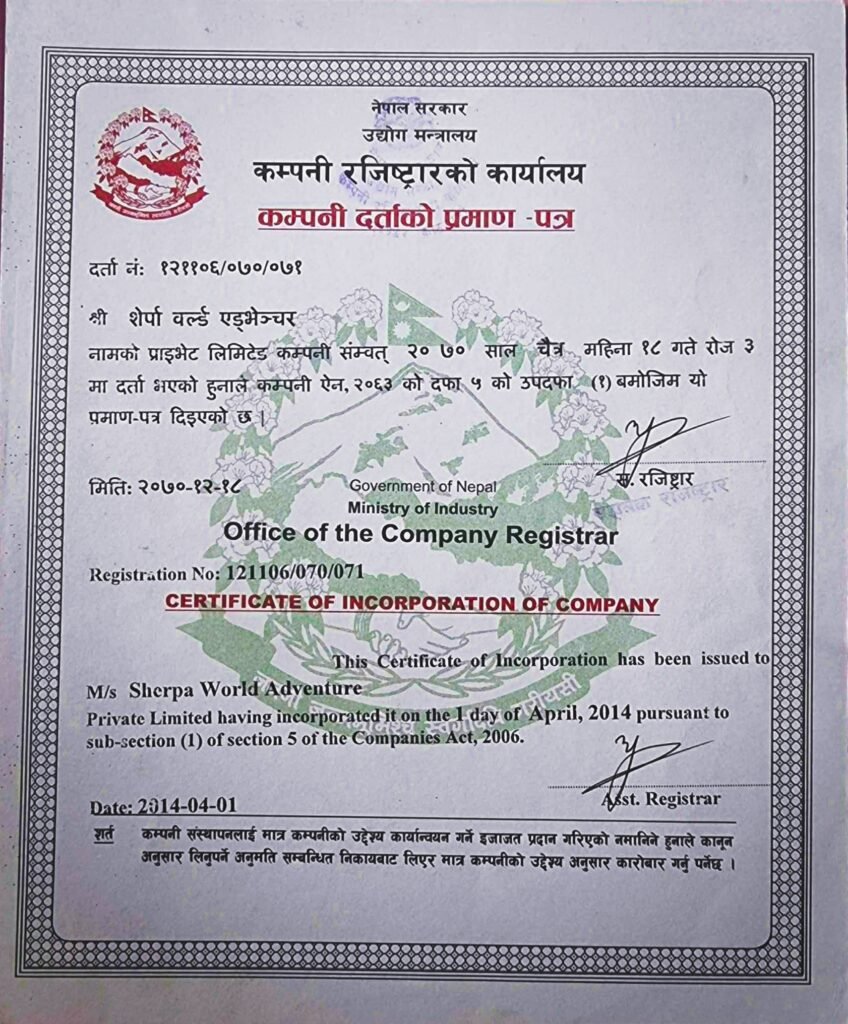 नेपाल सरकार
उद्योग मन्त्रालय
कम्पनी रजिष्ट्रारको कार्यालय
कम्पनी दर्ताको प्रमाण -पत्र
दर्ता नं: १२११०६/०७०/०७१
श्री शेर्पा वर्ल्ड एड्भेञ्चर
नामको प्राइभेट लिमिटेड कम्पनी संम्वत् २० ७० साल चैत्र महिना १८ गते रोज ३
मा दर्ता भएको हुनाले कम्पनी ऐन, २०६३ को दफा ५ को उपदफा (१) बमोजिम यो
प्रमाण-पत्र दिइएको छ |
स. रजिष्ट्रार
मिति: २०७०-१२-१८
Government of Nepal
Ministry of Industry
Office of the Company Registrar
Registration No: 121106/070/071
CERTIFICATE OF INCORPORATION OF COMPANY
This Certificate of Incorporation has been issued to
M/s Sherpa World Adventure
Private Limited having incorporated it on the 1 day of April, 2014 pursuant to
sub-section (1) of section 5 of the Companies Act, 2006.
Asst. Registrar
Date: 2014-04-01
शर्त कम्पनी संस्थापनलाई मात्र कम्पनीको उद्देश्य कार्यान्वयन गर्ने इजाजत प्रदान गरिएको नमानिने हुनाले कानून
अनुसार लिनुपर्ने अनुमति सम्बन्धित निकायबाट लिएर मात्र कम्पनीको उद्देश्य अनुसार कारोबार गर्नु पर्नेछ ।